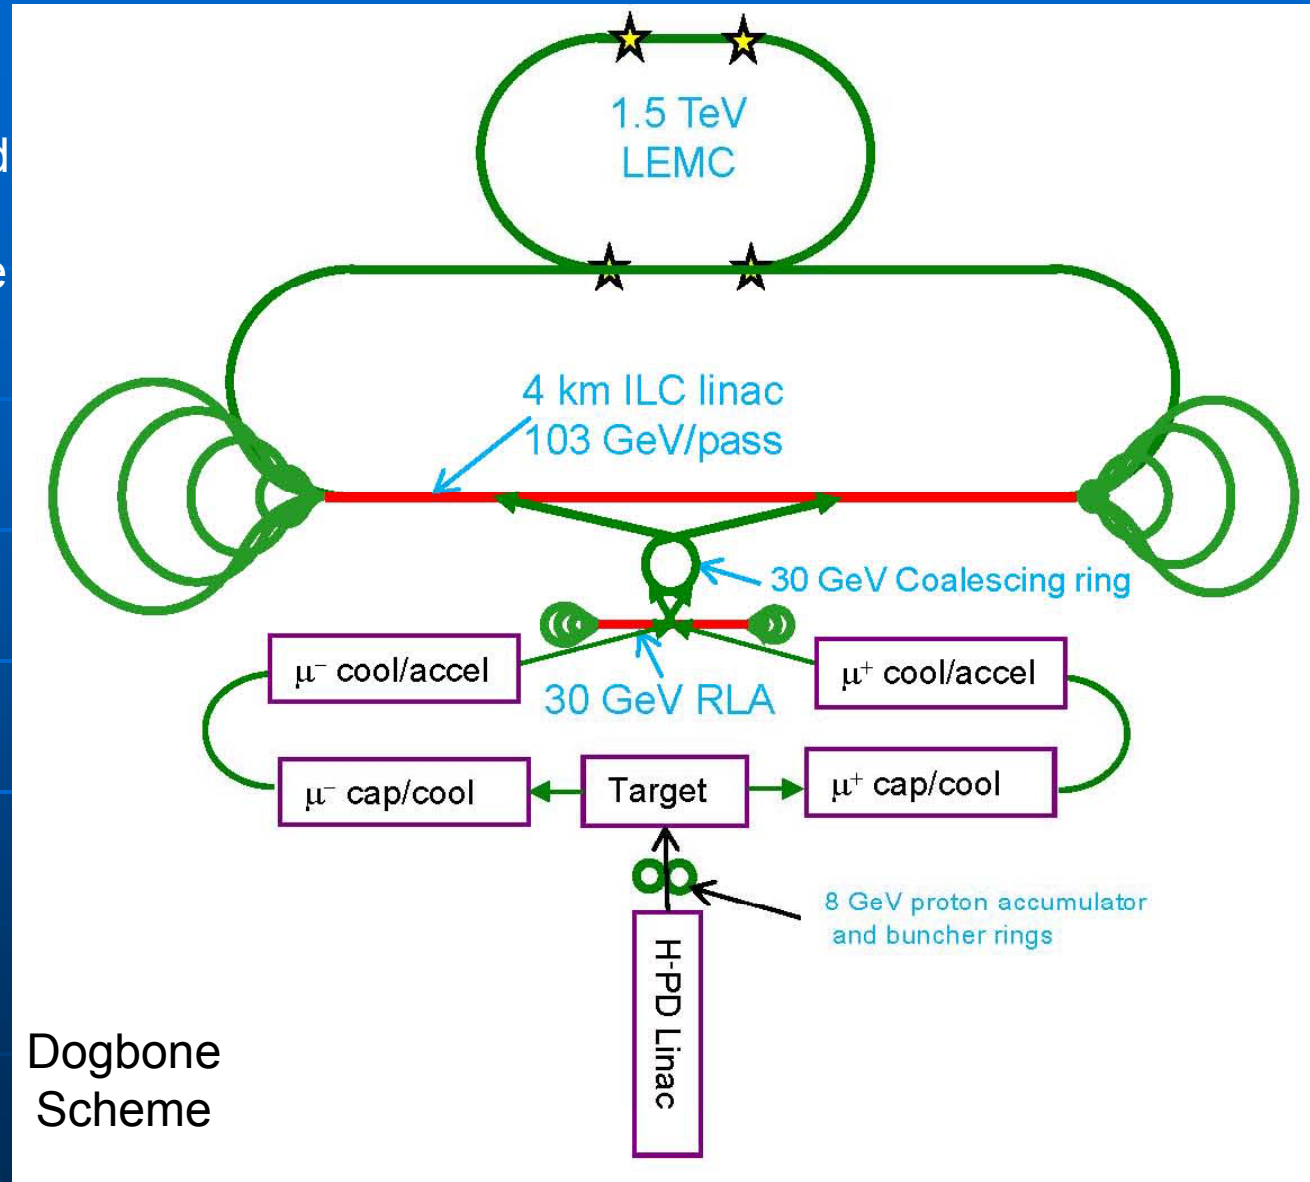 1.5 TeV
LEMC
4 km ILC linac
103 GeV/pass
30 GeV Coalescing ring
μ⁻ cool/accel
μ⁺ cool/accel
30 GeV RLA
μ⁻ cap/cool
Target
μ⁺ cap/cool
8 GeV proton accumulator
and buncher rings
H-PD Linac
Dogbone
Scheme
d
e